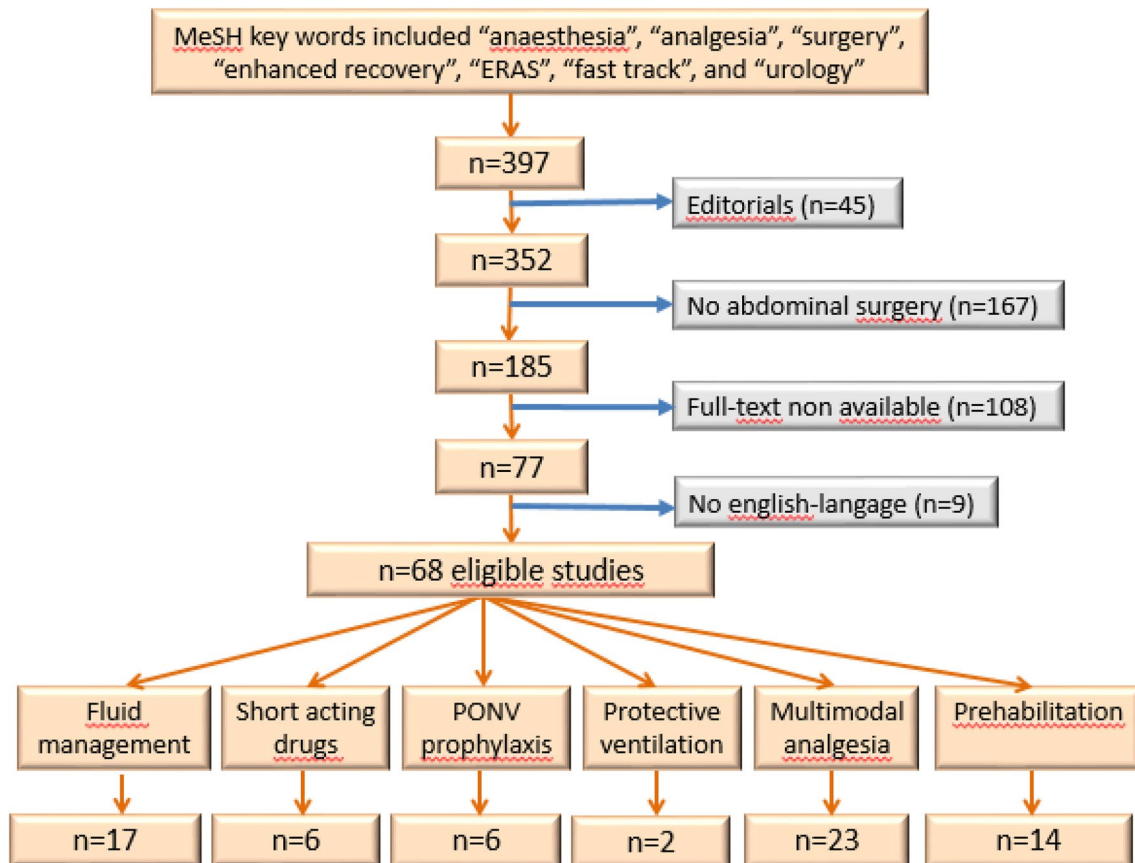 MeSH key words included “anaesthesia”, “analgesia”, “surgery”,
“enhanced recovery”, “ERAS”, “fast track”, and “urology”
n=397
Editorials (n=45)
n=352
No abdominal surgery (n=167)
n=185
Full-text non available (n=108)
n=77
No english-langage (n=9)
n=68 eligible studies
Fluid
management
Short acting
drugs
PONV
prophylaxis
Protective
ventilation
Multimodal
analgesia
Prehabilitation
n=17
n=6
n=6
n=2
n=23
n=14